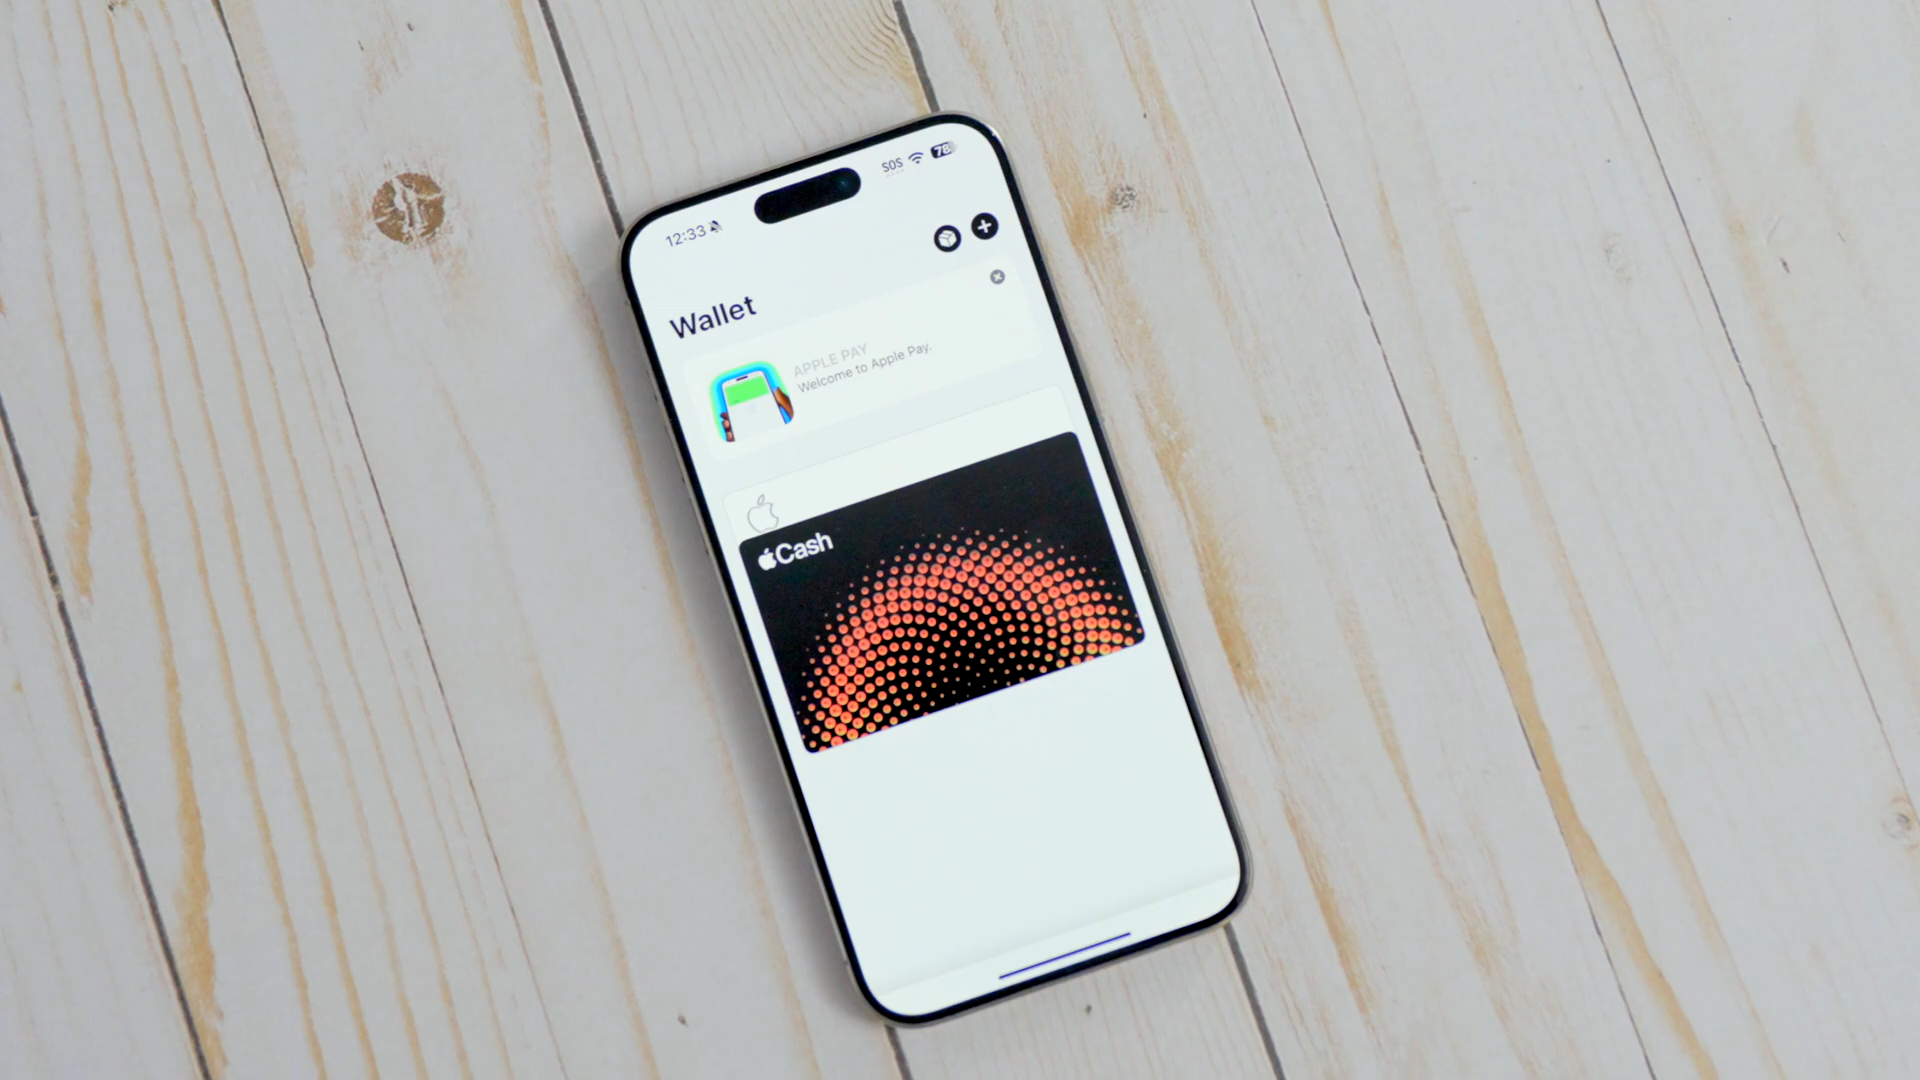 12:33
SOS
78
Wallet
APPLE PAY
Welcome to Apple Pay.
Cash